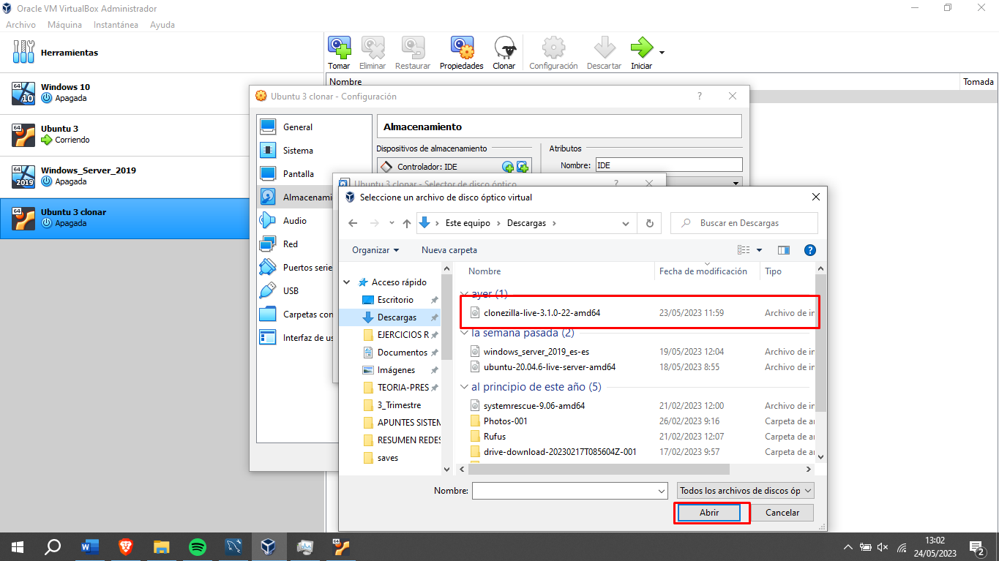 Oracle VM VirtualBox Administrador
Archivo Máquina Instantánea Ayuda
Herramientas
Tomar Eliminar Restaurar Propiedades Clonar Configuración Descartar Iniciar
Nombre Tomada
64 10 Windows 10
Apagada
64 Ubuntu 3
Corriendo
64 2019 Windows_Server_2019
Apagada
64 Ubuntu 3 clonar
Apagada
Ubuntu 3 clonar - Configuración ?
General
Sistema
Pantalla
Almacenami
Audio
Red
Puertos serie
USB
Carpetas con
Interfaz de us
Almacenamiento
Dispositivos de almacenamiento Atributos
Controlador: IDE Nombre: IDE
Ubuntu 3 clonar - Selector de disco óptico ?
Seleccione un archivo de disco óptico virtual
Este equipo > Descargas > Buscar en Descargas
Organizar Nueva carpeta ?
Acceso rápido
Escritorio
Descargas
EJERCICIOS R
Documentos
Imágenes
TEORIA-PRES
3_Trimestre
APUNTES SISTEM
RESUMEN REDES
saves
Nombre Fecha de modificación Tipo
ayer (1)
clonezilla-live-3.1.0-22-amd64 23/05/2023 11:59 Archivo de in
la semana pasada (2)
windows_server_2019_es-es 19/05/2023 12:04 Archivo de in
ubuntu-20.04.6-live-server-amd64 18/05/2023 8:55 Archivo de in
al principio de este año (5)
systemrescue-9.06-amd64 21/02/2023 12:00 Archivo de in
Photos-001 26/02/2023 9:16 Carpeta de ar
Rufus 21/02/2023 12:07 Carpeta de ar
drive-download-20230217T085604Z-001 17/02/2023 9:57 Carpeta de ar
Nombre: Todos los archivos de discos óp
Abrir Cancelar
13:02
24/05/2023
2